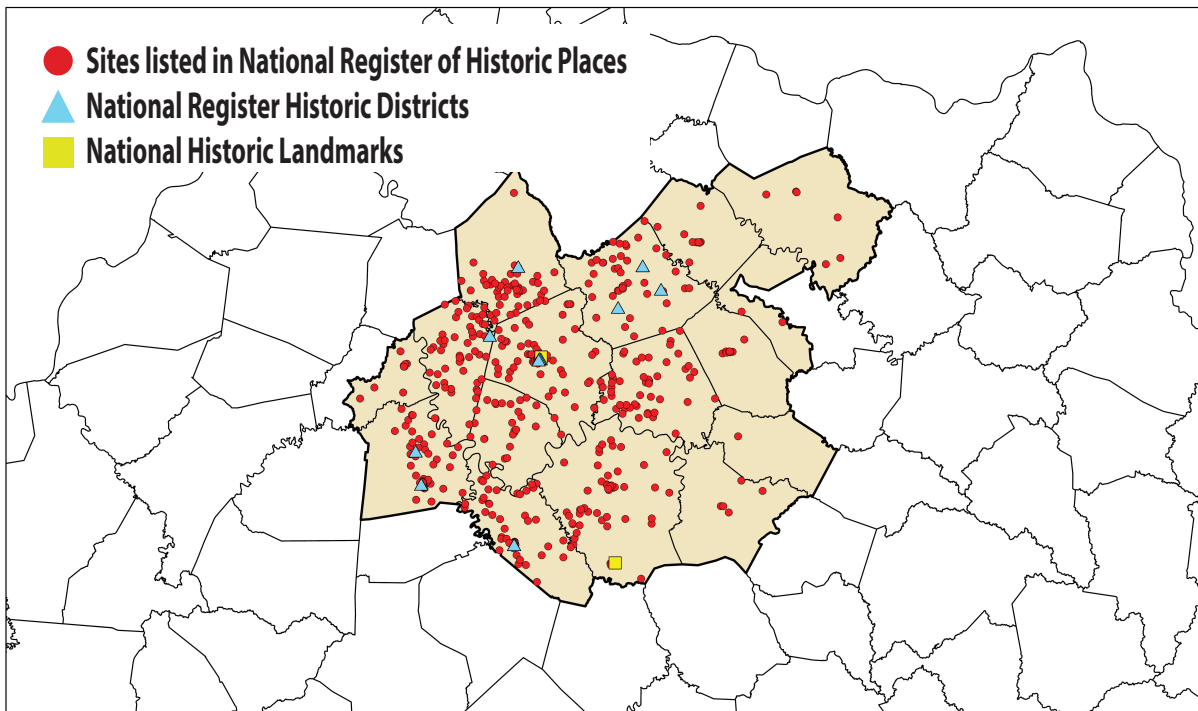 Sites listed in National Register of Historic Places
National Register Historic Districts
National Historic Landmarks